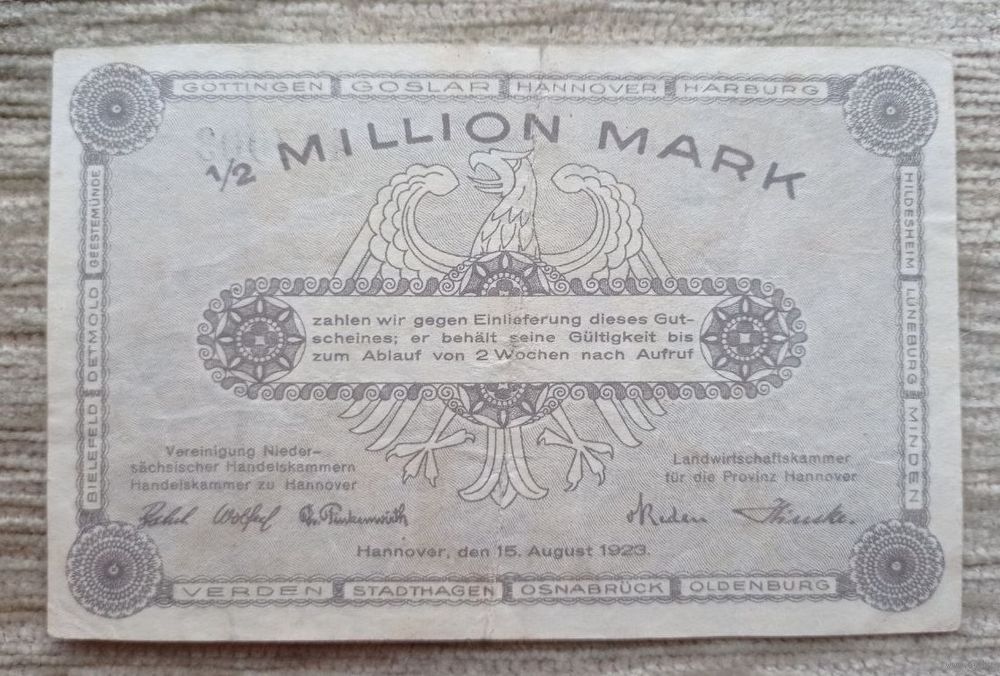 GÖTTINGEN GOSLAR HANNOVER HARBURG
1/2 MILLION MARK
BIELEFELD DETMOLD GEESTEMÜNDE
HILDESHEIM LÜNEBURG MINDEN
zahlen wir gegen Einlieferung dieses Gut-
scheines; er behält seine Gültigkeit bis
zum Ablauf von 2 Wochen nach Aufruf
Vereinigung Nieder-
sächsischer Handelskammern
Handelskammer zu Hannover
Landwirtschaftskammer
für die Provinz Hannover
Hannover, den 15. August 1923.
VERDEN STADTHAGEN OSNABRÜCK OLDENBURG